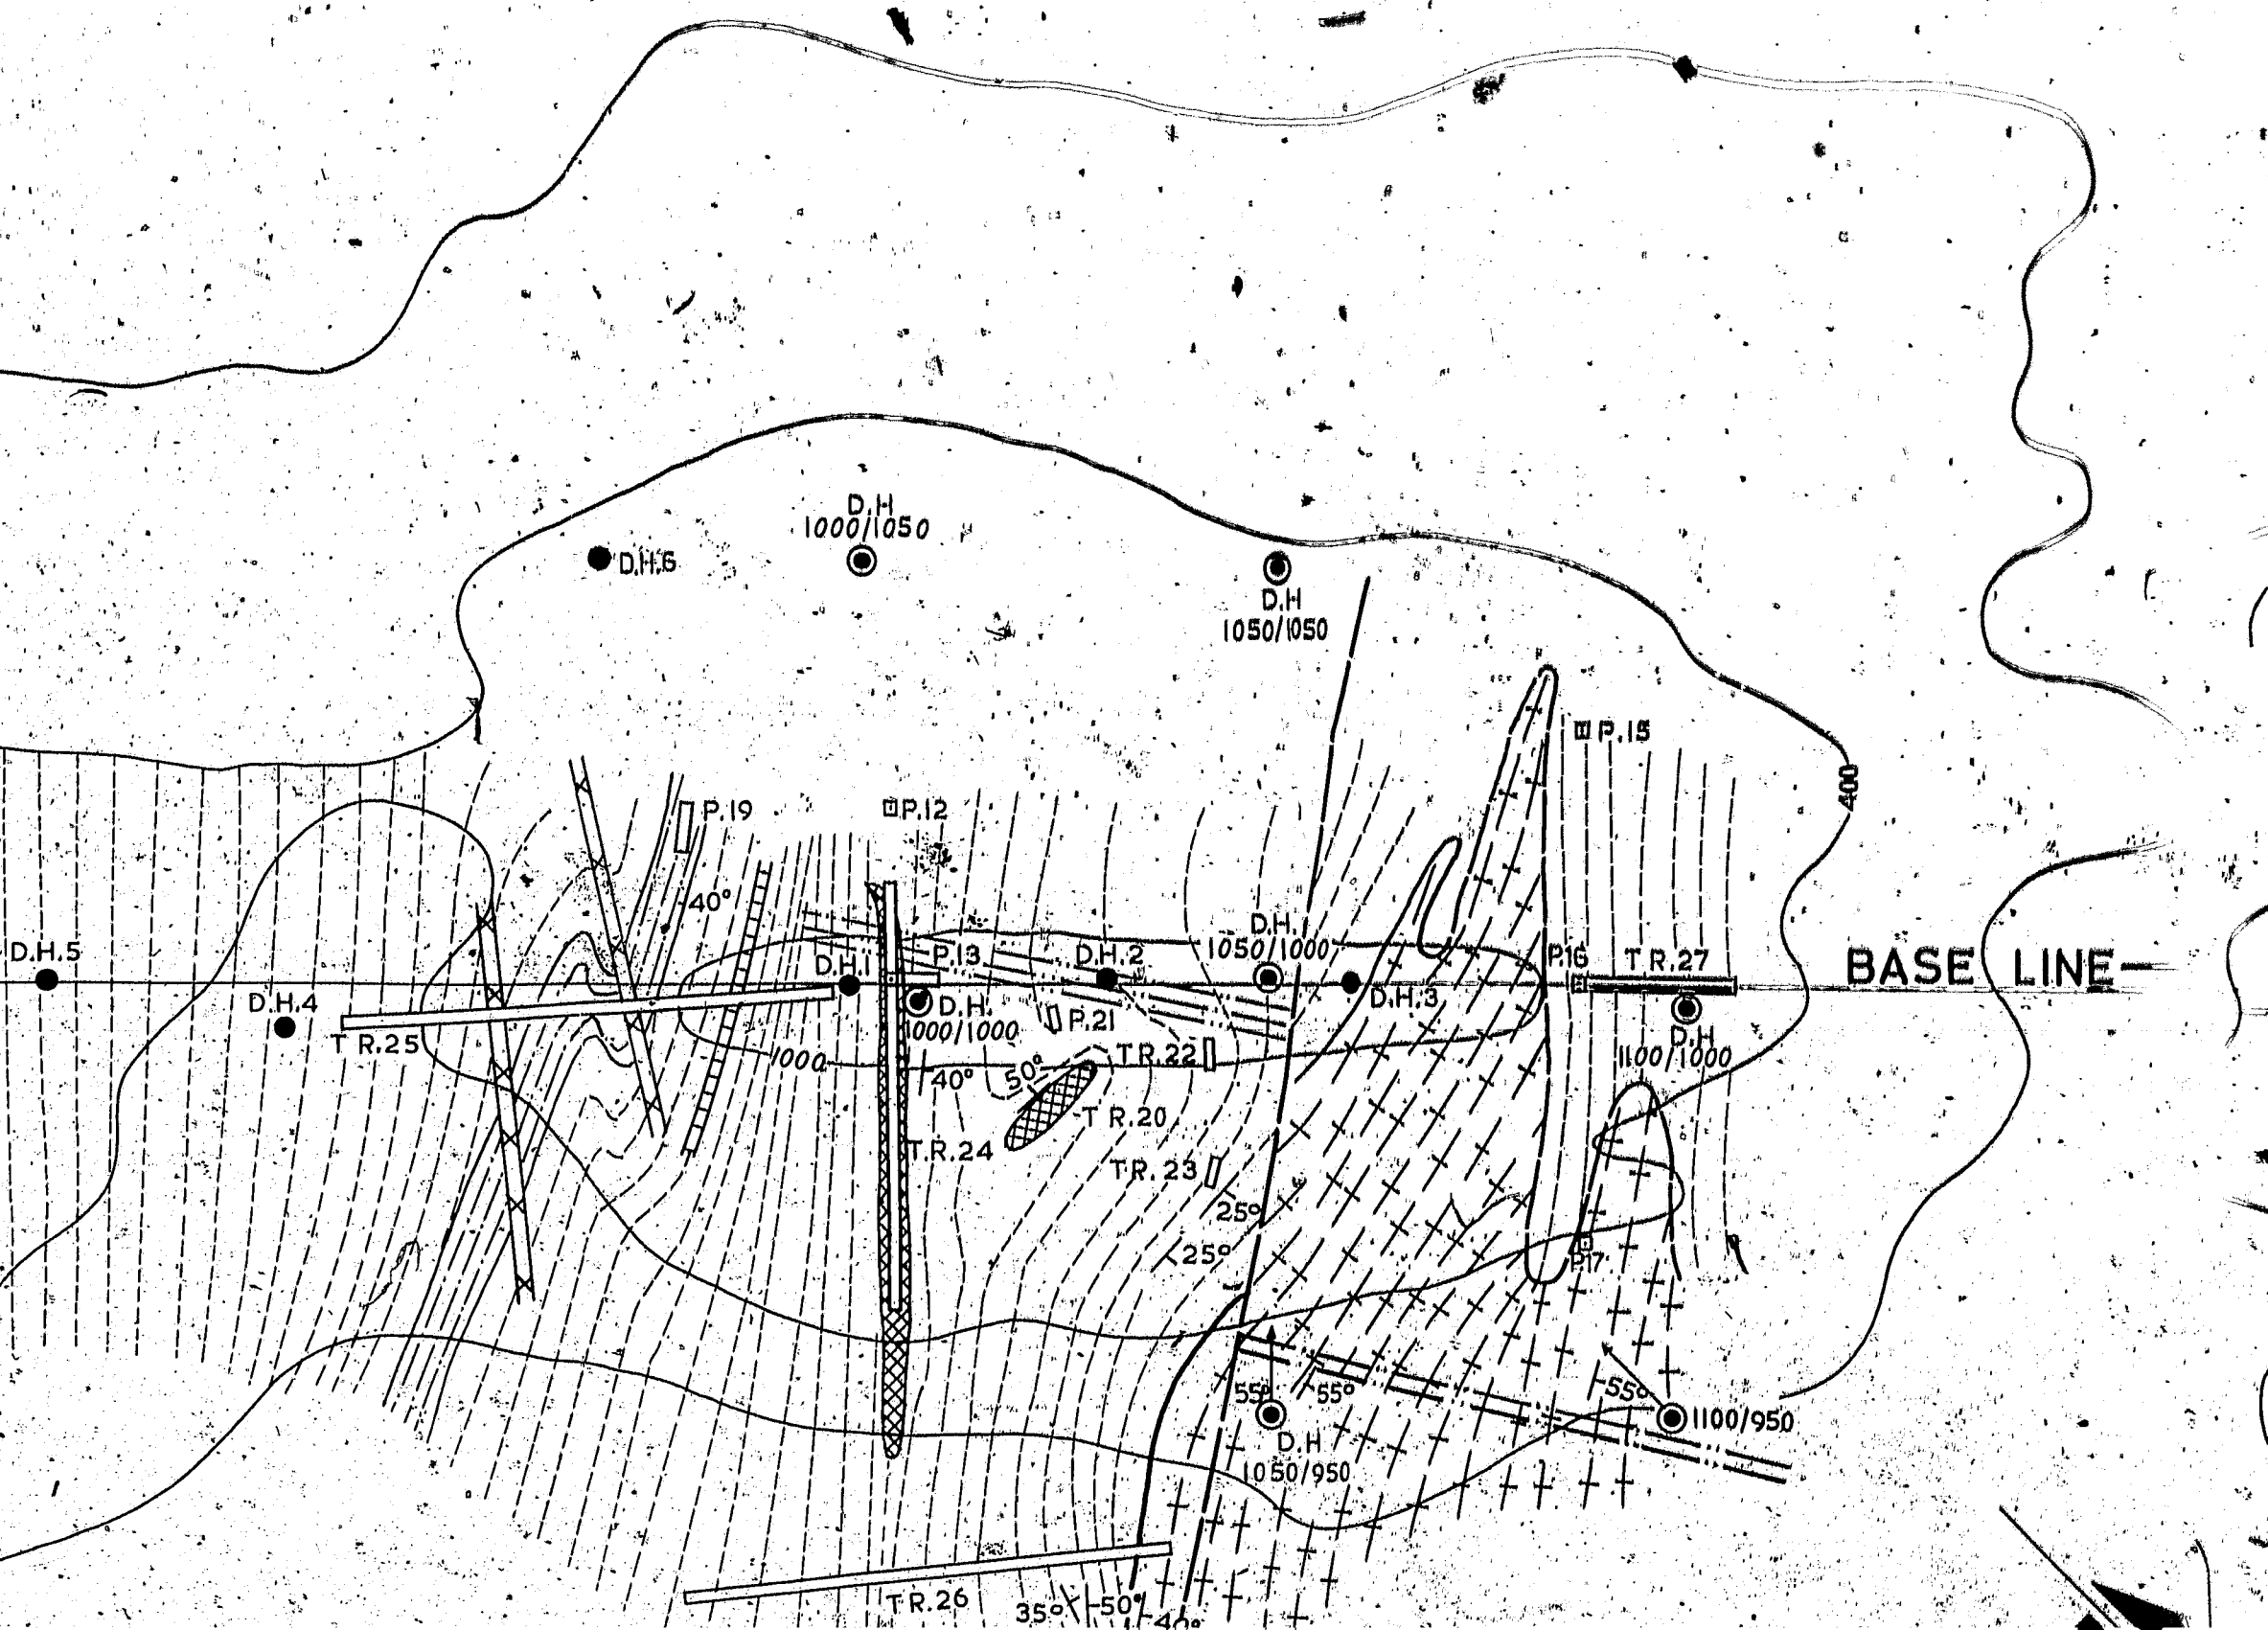 D.H
1000/1050
D.H.6
D.H
1050/1050
P.15
400
P.19
P.12
40°
D.H.5
D.H.1
P.13
D.H.2
D.H.
1050/1000
P.16
T R.27
BASE LINE
D.H.4
D.H.
1000/1000
D.H.3
P.21
T R.25
D.H
1100/1000
1000
T R.22
40°
50°
T R.20
T.R.24
T R. 23
25°
25°
P.17
55°
55°
55°
1100/950
D.H
1050/950
T R.26
35°
50°
40°